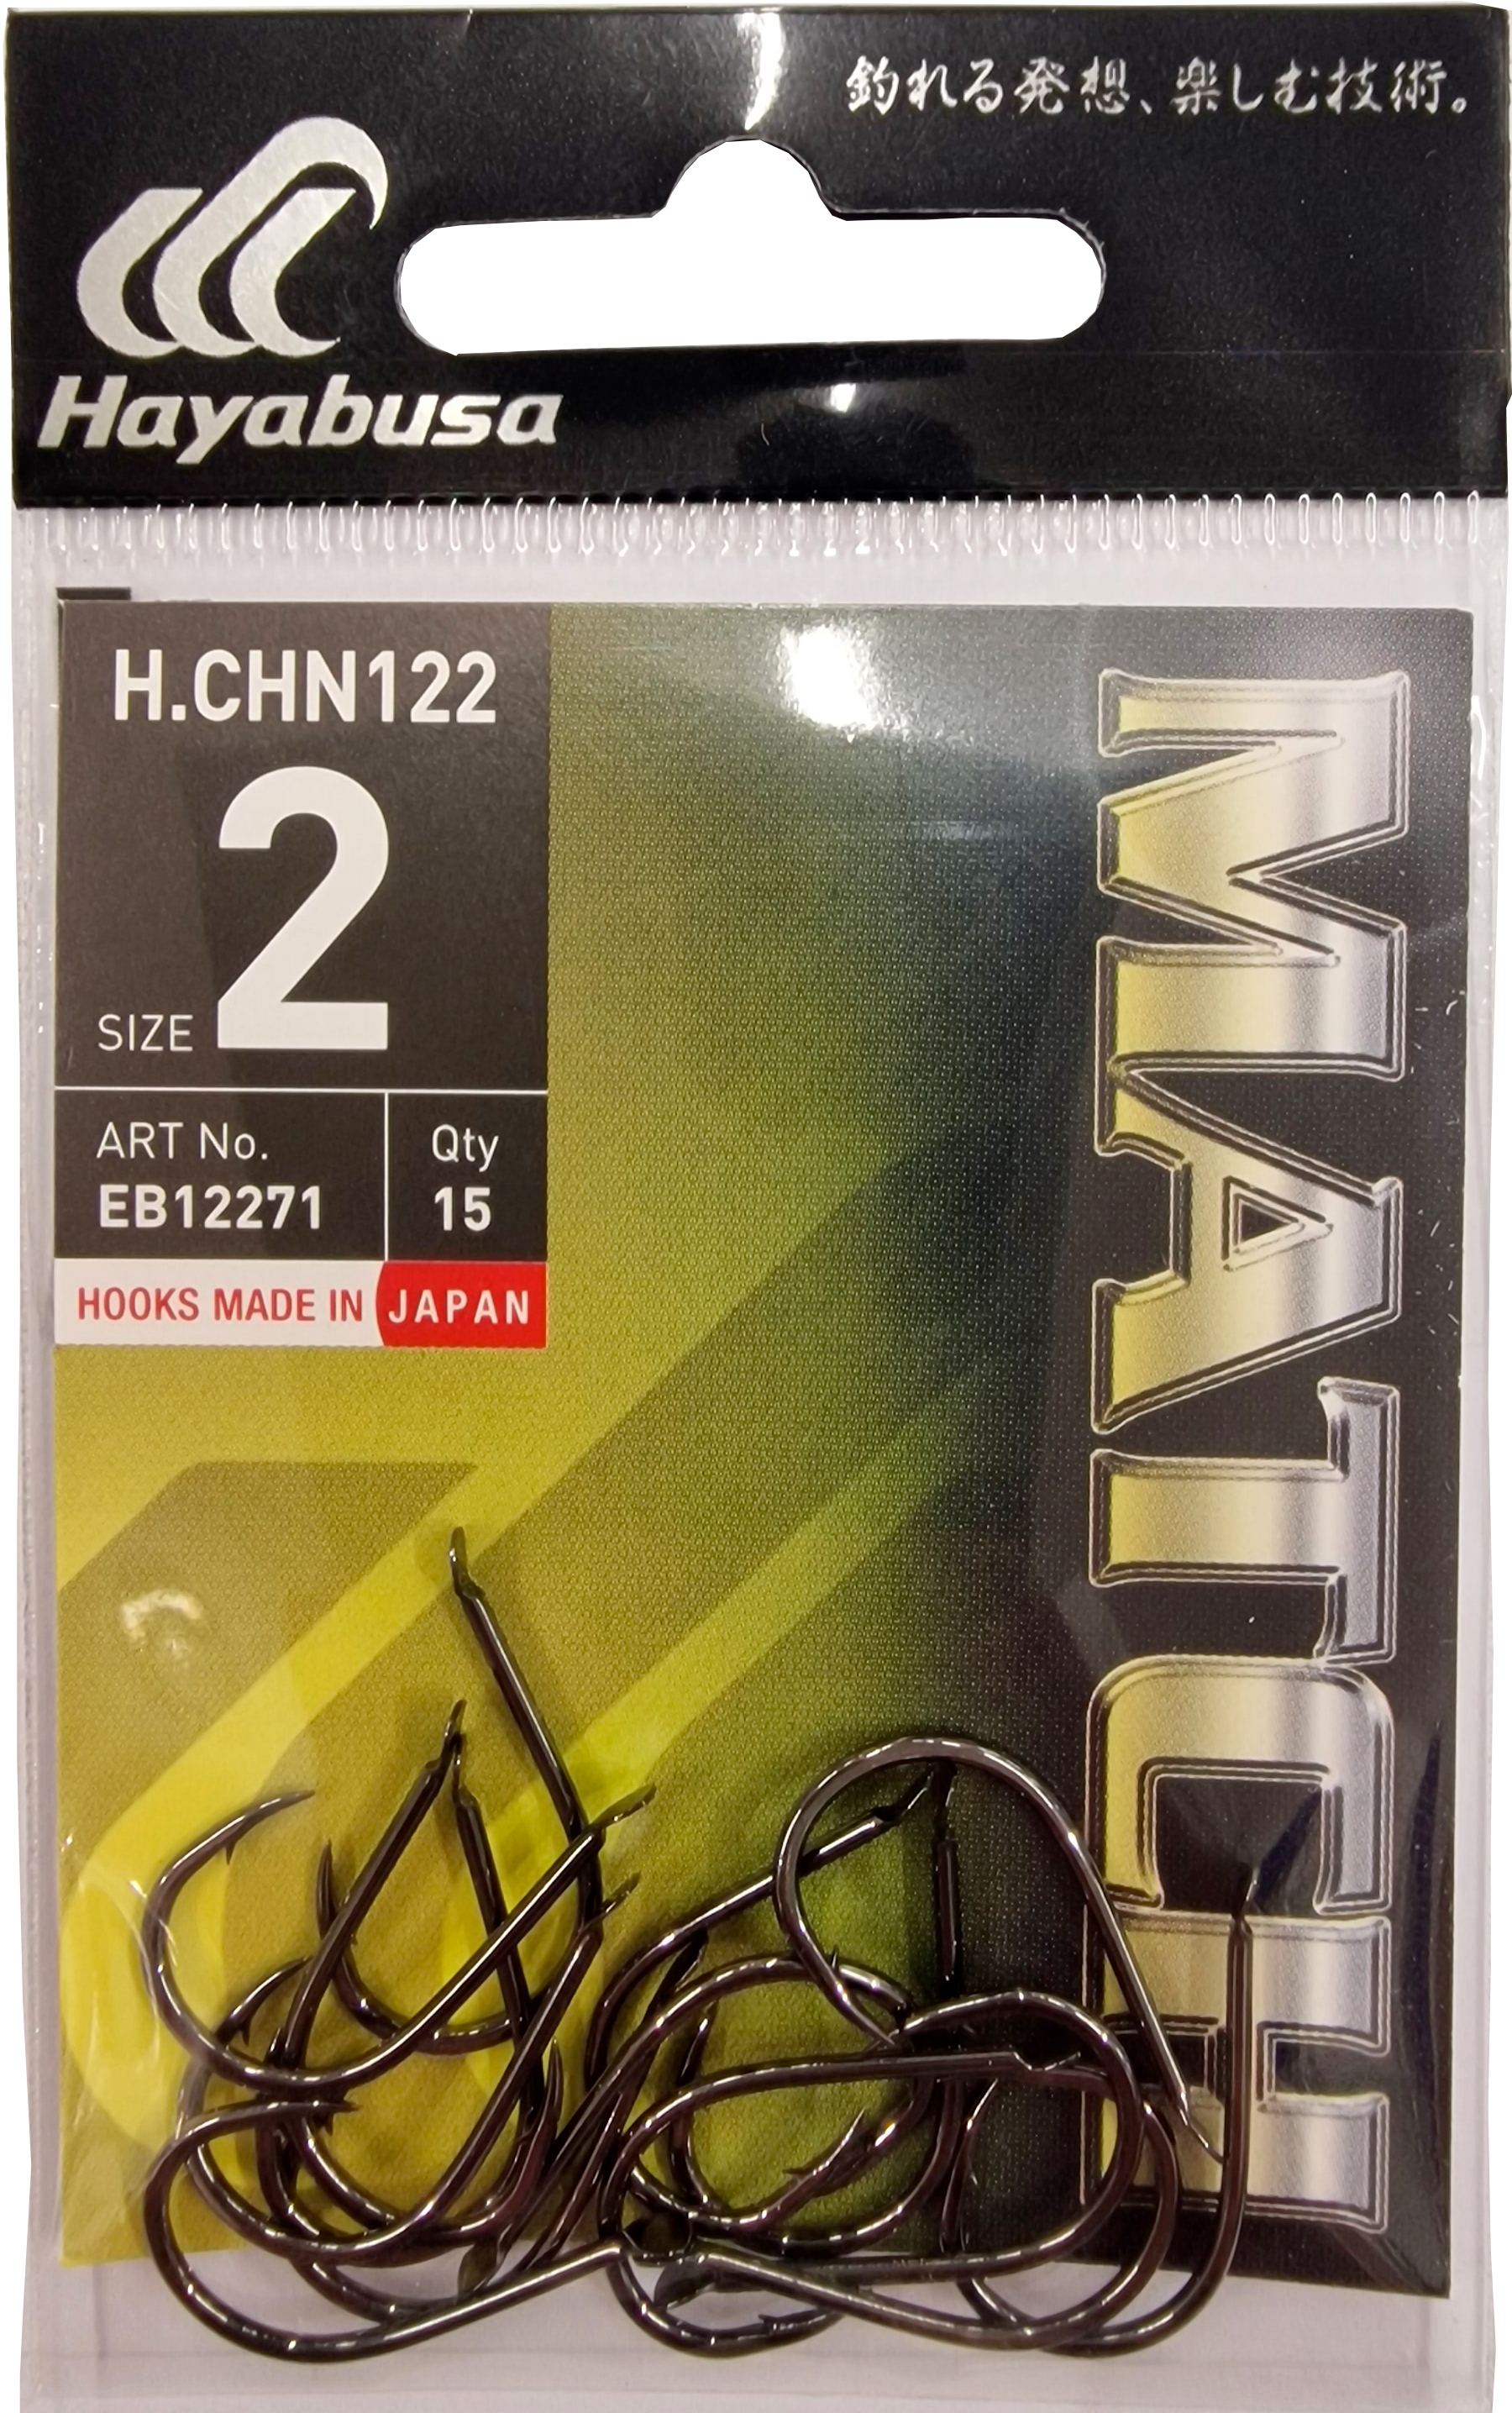 釣れる発想、楽しむ技術。
Hayabusa
H.CHN122
SIZE 2
ART No.
EB12271
Qty
15
HOOKS MADE IN JAPAN
MATCH